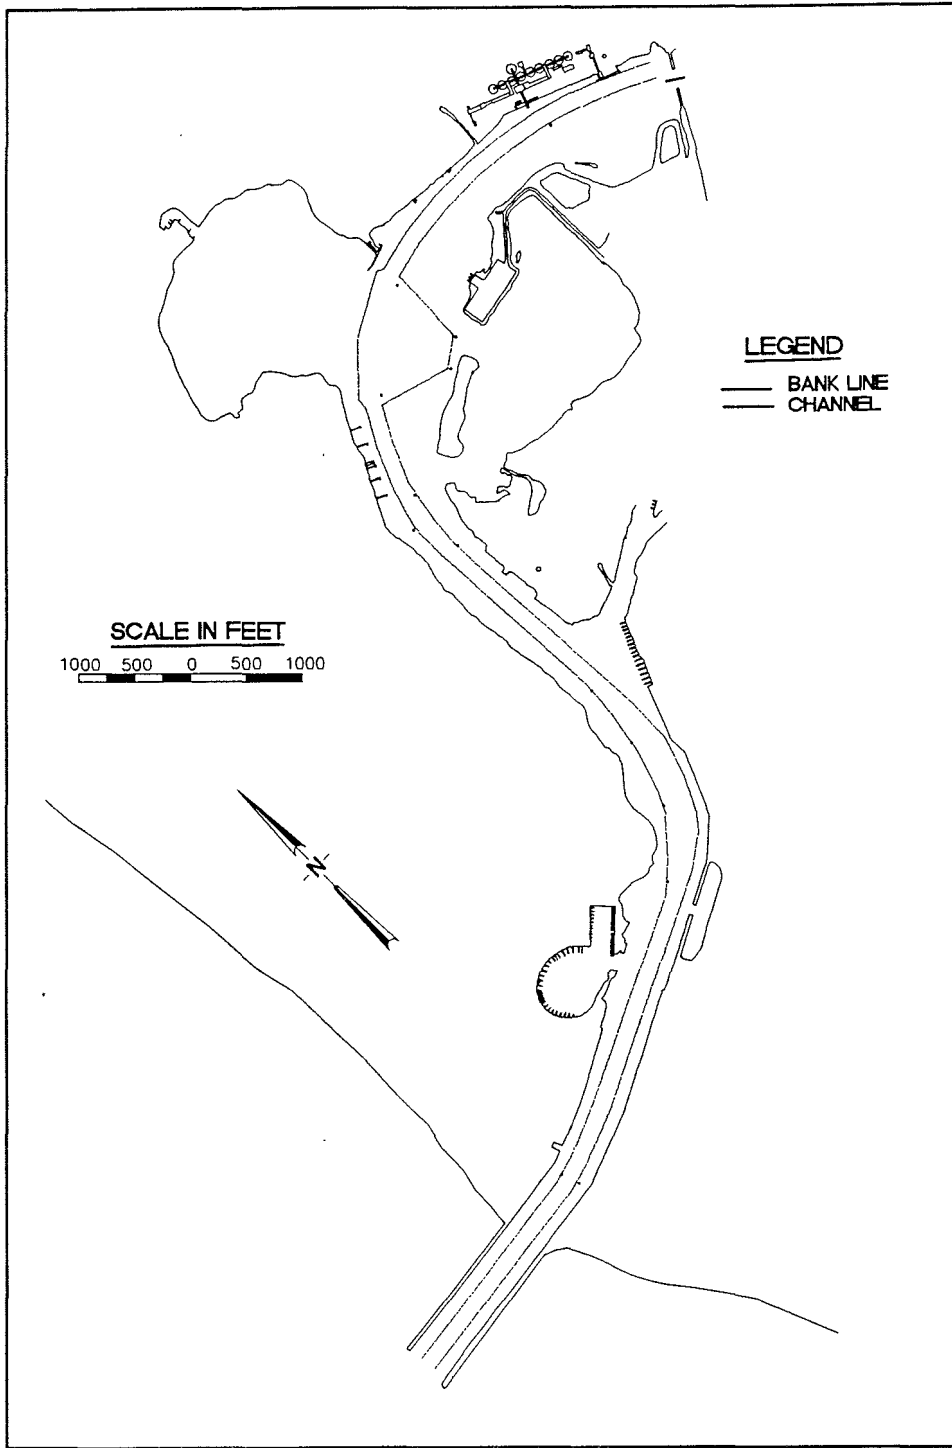 LEGEND
BANK LINE
CHANNEL
SCALE IN FEET
1000 500 0 500 1000
N